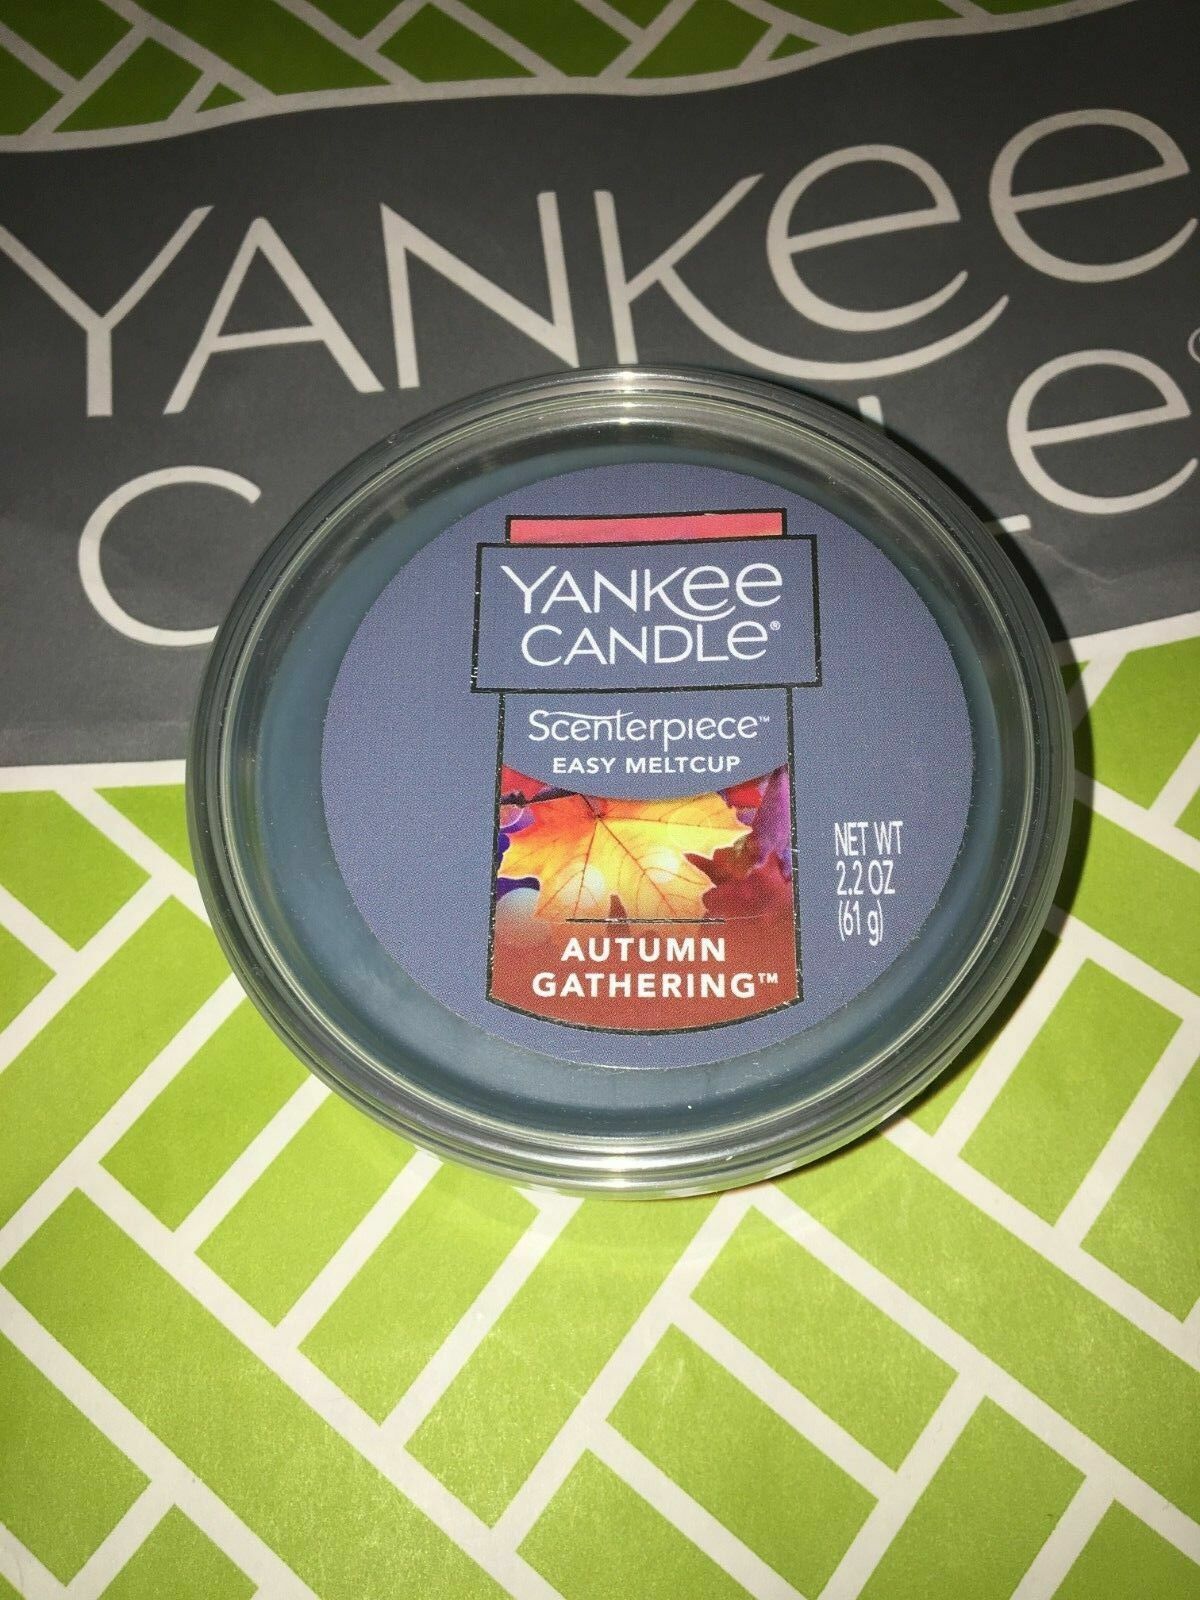 YANKEE
YANKEE
CANDLE®
Scenterpiece™
EASY MELTCUP
NET WT
2.2 OZ
(61 g)
AUTUMN
GATHERING™